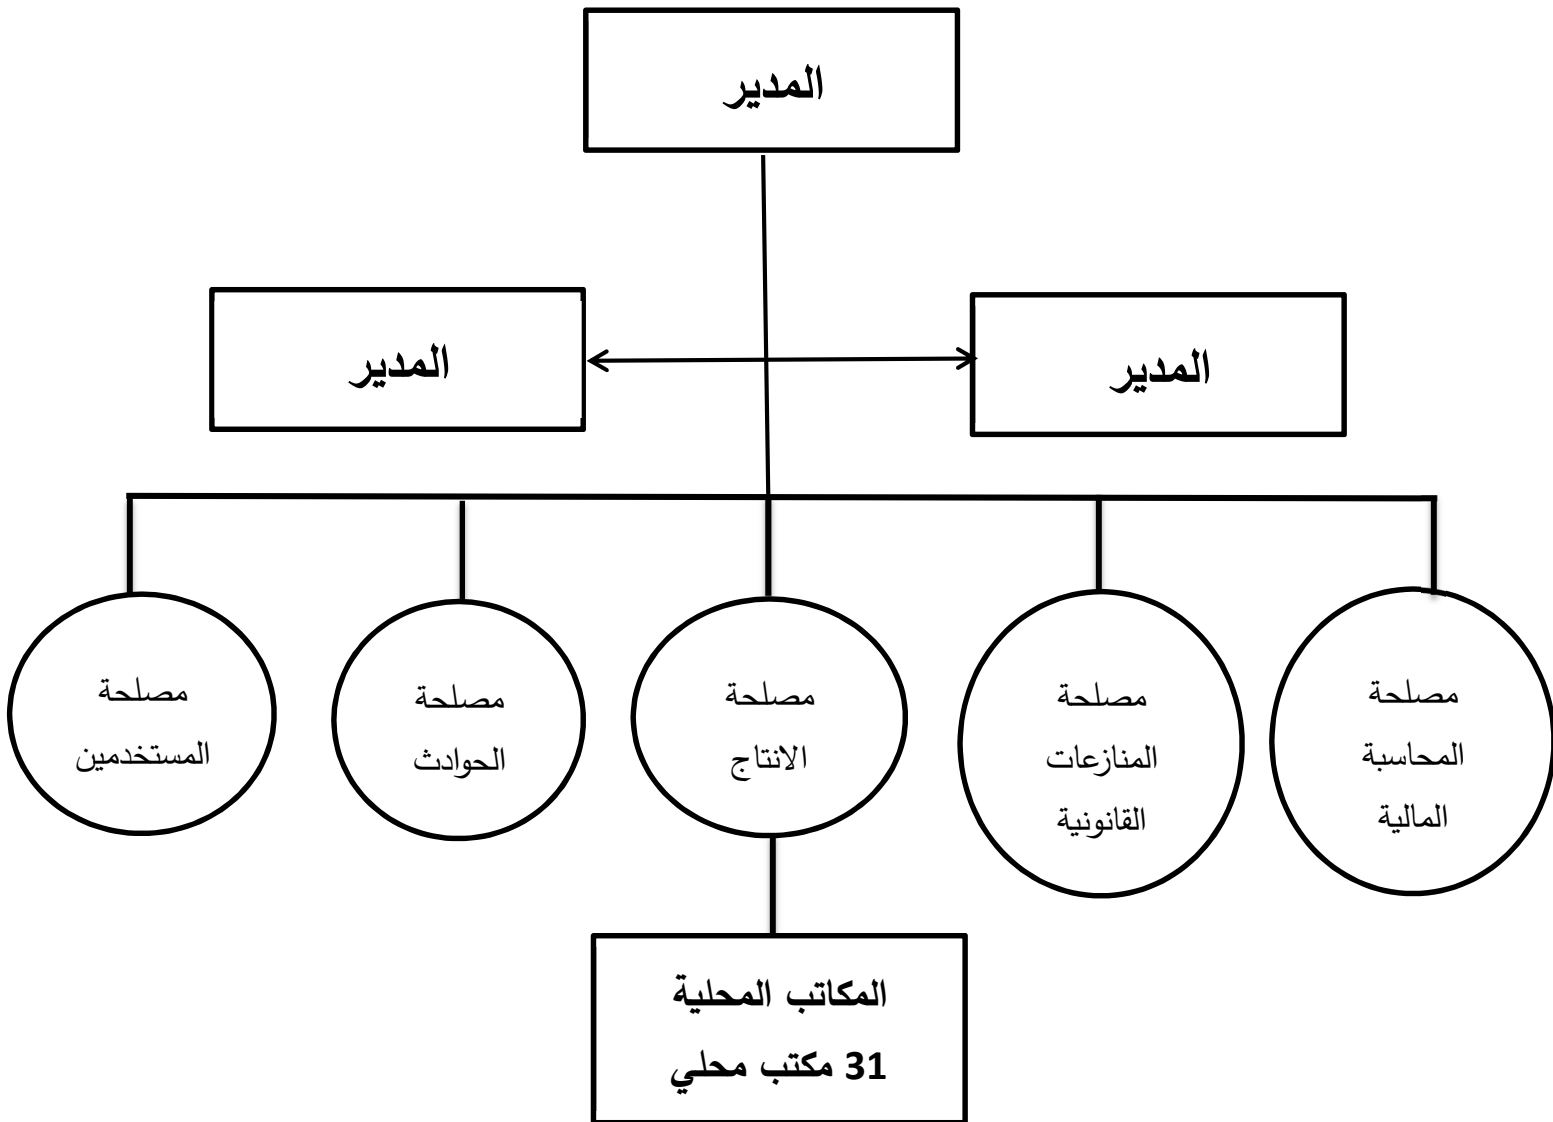 المدير
المدير
المدير
مصلحة
المحاسبة
المالية
مصلحة
المنازعات
القانونية
مصلحة
الانتاج
مصلحة
الحوادث
مصلحة
المستخدمين
المكاتب المحلية
31 مكتب محلي